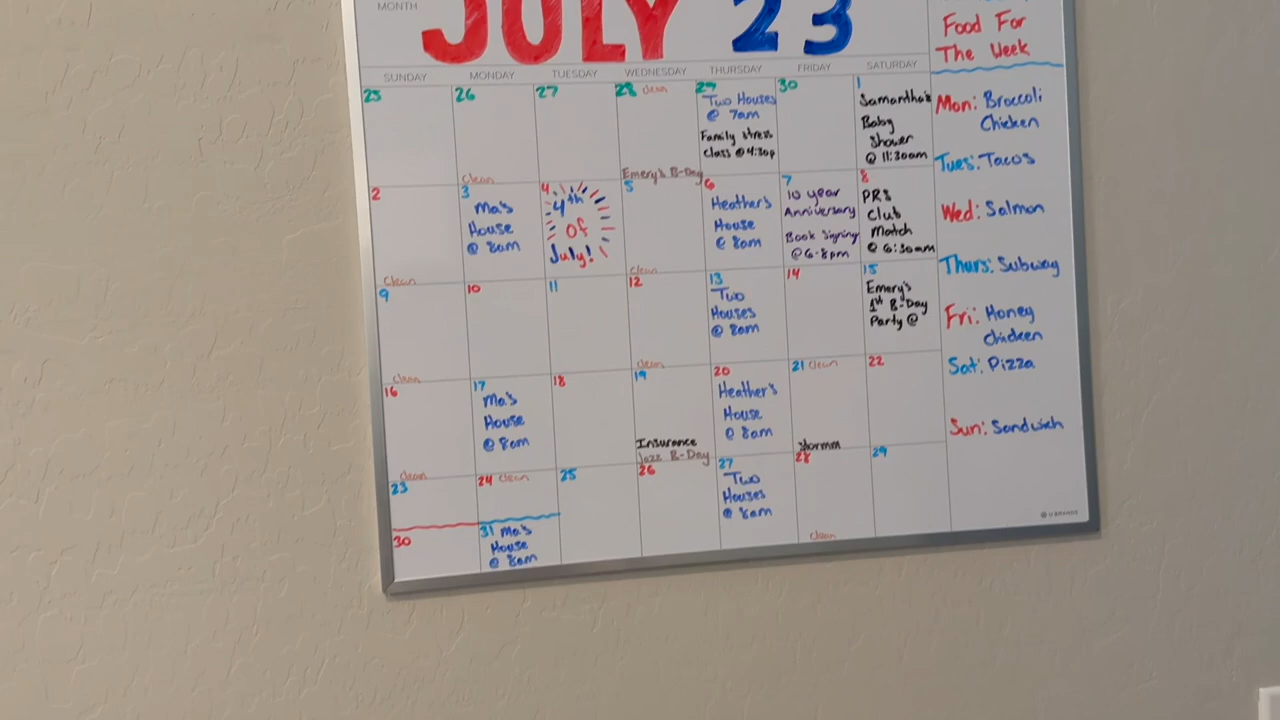 MONTH
JULY 23
SUNDAY MONDAY TUESDAY WEDNESDAY THURSDAY FRIDAY SATURDAY
25
26
Clean
27
28 clean
Emery's B-Day
29
Two Houses
@ 7am
Family stress
Class @ 4:30p
30
1
Samantha's
Baby
Shower
@ 11:30am
2
Clean
3
Ma's
House
@ 8am
4
4th
of
July!
5
Clean
6
Heather's
House
@ 8am
7
10 year
Anniversary
Book Signing
@ 6-8pm
8
PRS
Club
Match
@ 6:30am
9
Clean
10
11
12
Clean
13
Two
Houses
@ 8am
14
15
Emery's
1st B-Day
Party @
16
Clean
17
Ma's
House
@ 8am
18
19
Insurance
Jazz B-Day
20
Heather's
House
@ 8am
21 Clean
22
23
24 Clean
25
26
27
Two
Houses
@ 8am
28
Clean
29
30
31 Ma's
House
@ 8am
Food For
The Week
Mon: Broccoli
Chicken
Tues: Tacos
Wed: Salmon
Thurs: Subway
Fri: Honey
Chicken
Sat: Pizza
Sun: Sandwich
U BRANDS